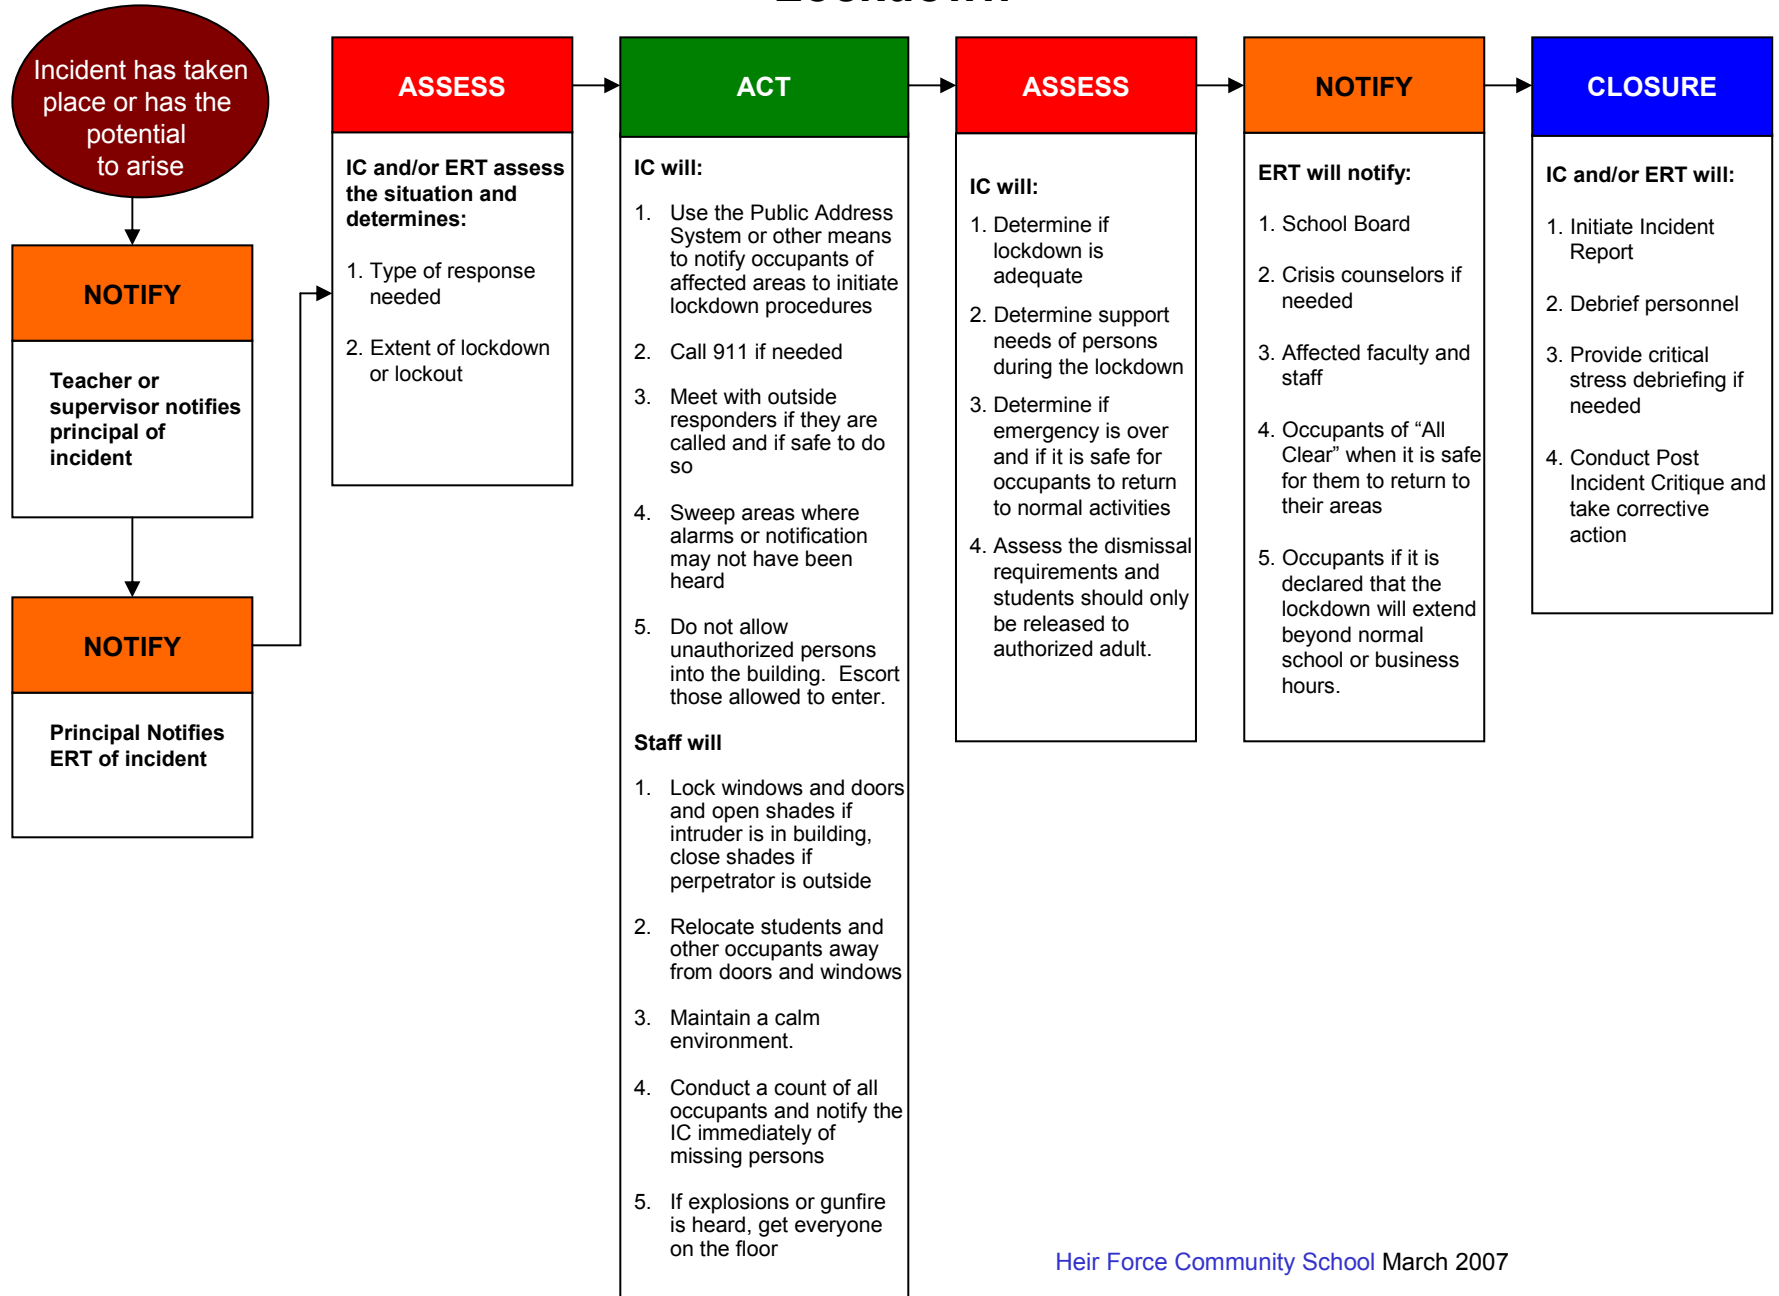 Lockdown
Incident has taken
place or has the
potential
to arise
NOTIFY
Teacher or
supervisor notifies
principal of
incident
NOTIFY
Principal Notifies
ERT of incident
ASSESS
IC and/or ERT assess
the situation and
determines:
1. Type of response
needed
2. Extent of lockdown
or lockout
ACT
IC will:
1. Use the Public Address
System or other means
to notify occupants of
affected areas to initiate
lockdown procedures
2. Call 911 if needed
3. Meet with outside
responders if they are
called and if safe to do
so
4. Sweep areas where
alarms or notification
may not have been
heard
5. Do not allow
unauthorized persons
into the building.  Escort
those allowed to enter.
Staff will
1. Lock windows and doors
and open shades if
intruder is in building,
close shades if
perpetrator is outside
2. Relocate students and
other occupants away
from doors and windows
3. Maintain a calm
environment.
4. Conduct a count of all
occupants and notify the
IC immediately of
missing persons
5. If explosions or gunfire
is heard, get everyone
on the floor
ASSESS
IC will:
1. Determine if
lockdown is
adequate
2. Determine support
needs of persons
during the lockdown
3. Determine if
emergency is over
and if it is safe for
occupants to return
to normal activities
4. Assess the dismissal
requirements and
students should only
be released to
authorized adult.
NOTIFY
ERT will notify:
1. School Board
2. Crisis counselors if
needed
3. Affected faculty and
staff
4. Occupants of “All
Clear” when it is safe
for them to return to
their areas
5. Occupants if it is
declared that the
lockdown will extend
beyond normal
school or business
hours.
CLOSURE
IC and/or ERT will:
1. Initiate Incident
Report
2. Debrief personnel
3. Provide critical
stress debriefing if
needed
4. Conduct Post
Incident Critique and
take corrective
action
Heir Force Community School March 2007